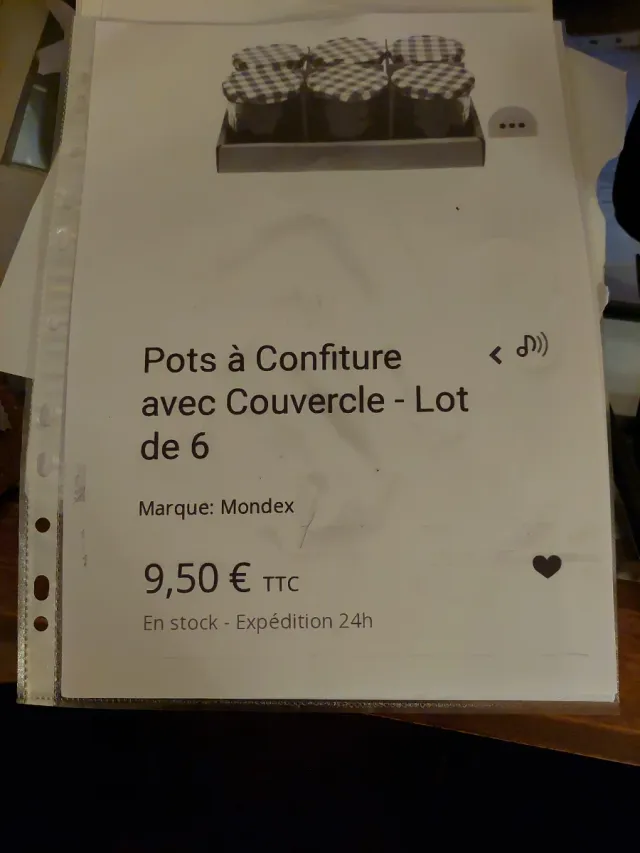 Pots à Confiture
avec Couvercle - Lot
de 6
Marque: Mondex
9,50 € TTC
En stock - Expédition 24h